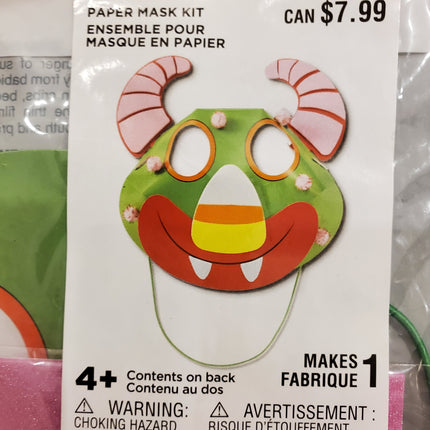 PAPER MASK KIT
ENSEMBLE POUR
MASQUE EN PAPIER
CAN $7.99
4+ Contents on back
Contenu au dos
MAKES 1
FABRIQUE
⚠ WARNING:
CHOKING HAZARD
⚠ AVERTISSEMENT :
RISQUE D'ÉTOUFFEMENT